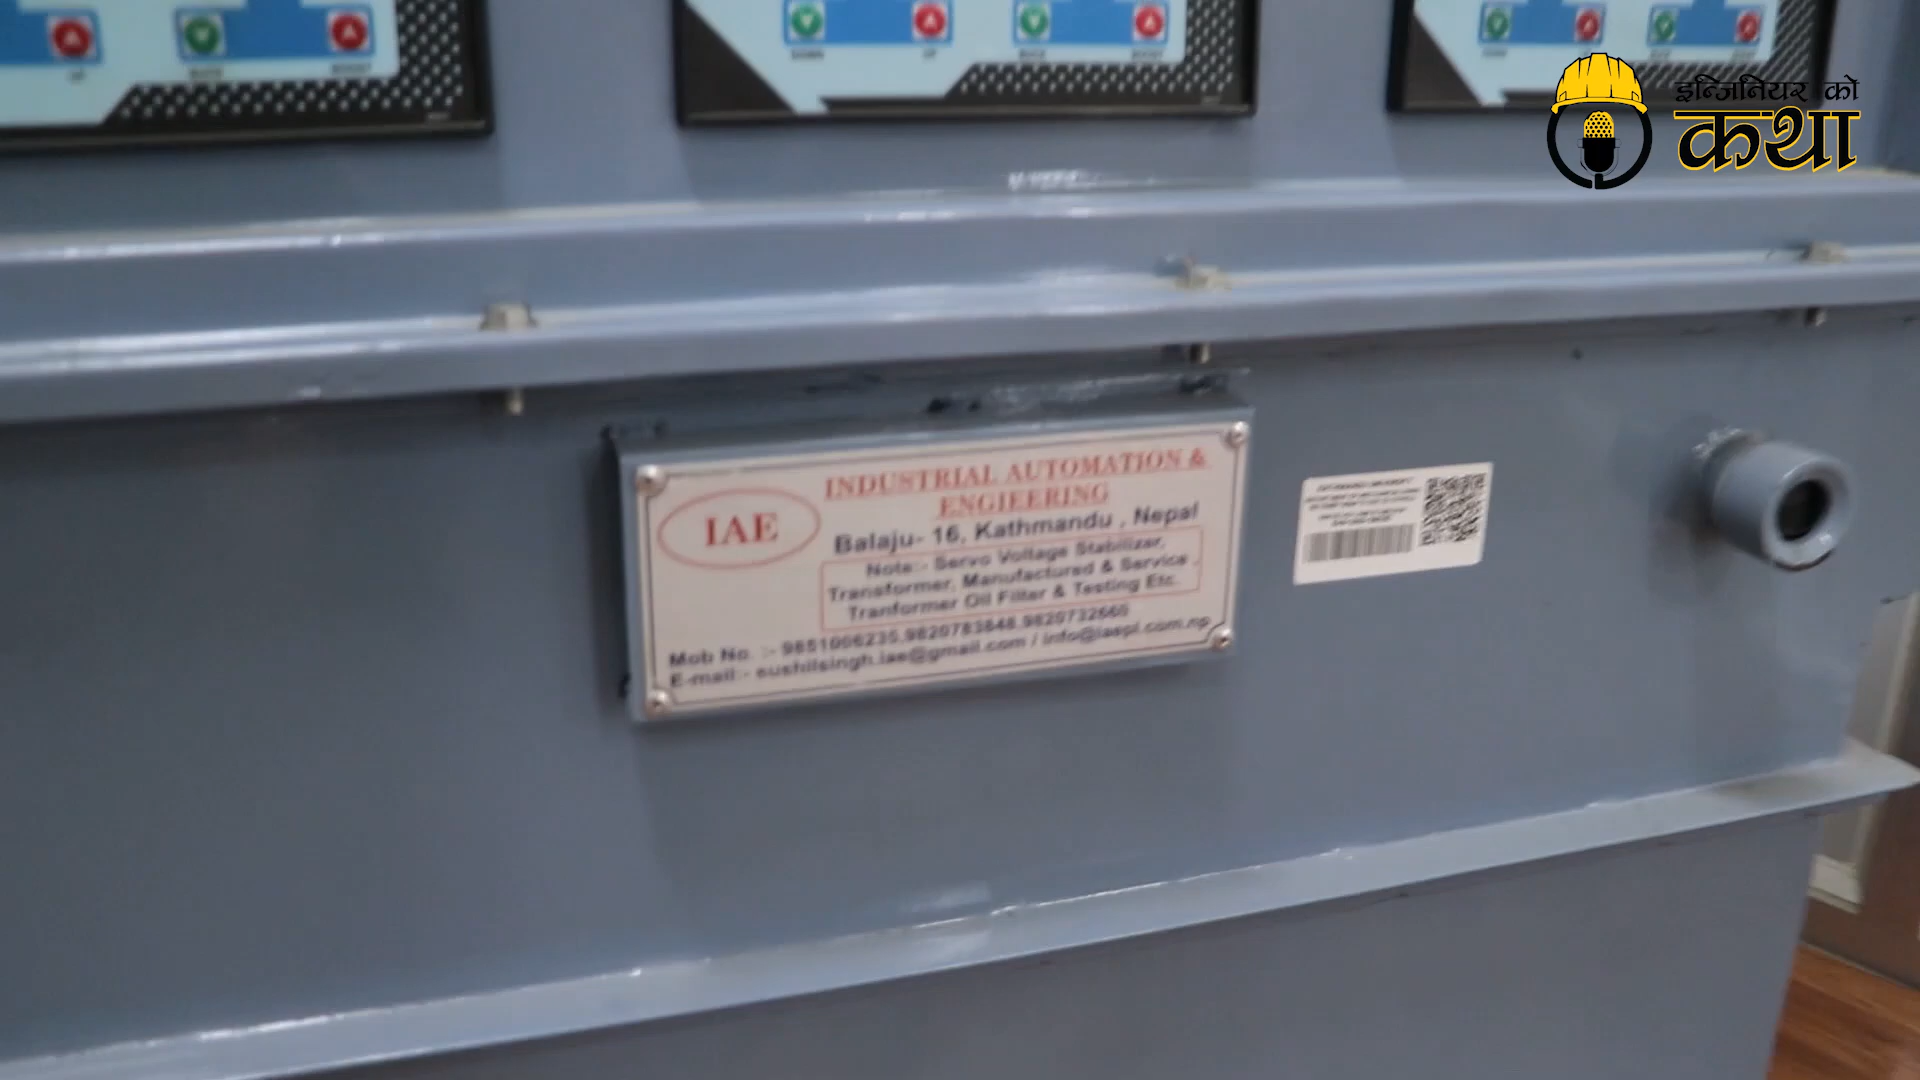 इन्जिनियर को
कथा
INDUSTRIAL AUTOMATION &
ENGIEERING
IAE
Balaju- 16, Kathmandu , Nepal
Note:- Servo Voltage Stabilizer,
Transformer, Manufactured & Service ,
Tranformer Oil Filter & Testing Etc.
Mob No. :- 9851006235,9820783848,9820732660
E-mail:- sushilsingh.iae@gmail.com / info@iaepl.com.np